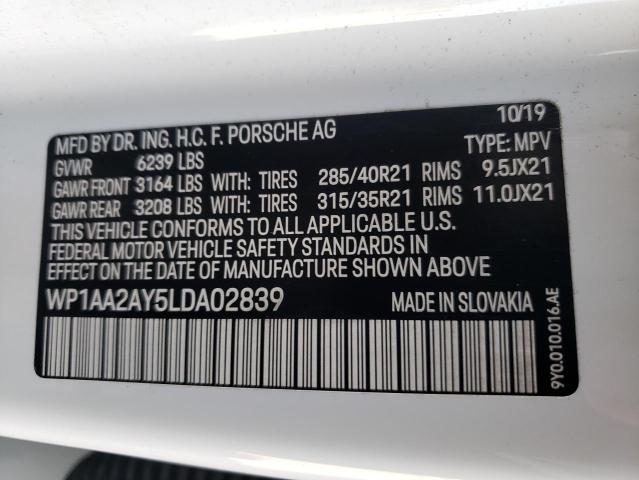 MFD BY DR. ING. H.C. F. PORSCHE AG 10/19
GVWR 6239 LBS TYPE: MPV
GAWR FRONT 3164 LBS WITH: TIRES 285/40R21 RIMS 9.5JX21
GAWR REAR 3208 LBS WITH: TIRES 315/35R21 RIMS 11.0JX21
THIS VEHICLE CONFORMS TO ALL APPLICABLE U.S.
FEDERAL MOTOR VEHICLE SAFETY STANDARDS IN
EFFECT ON THE DATE OF MANUFACTURE SHOWN ABOVE
WP1AA2AY5LDA02839 MADE IN SLOVAKIA
9Y0.010.016.AE